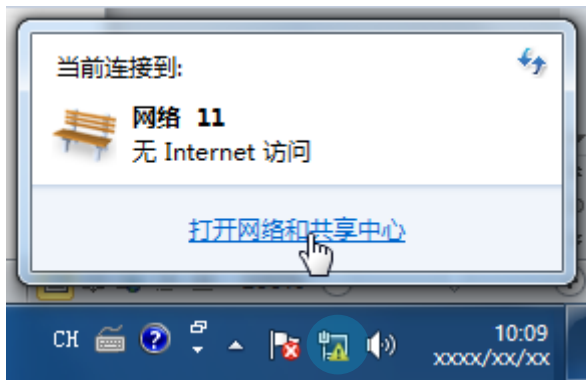 当前连接到:
网络 11
无 Internet 访问
打开网络和共享中心
CH
10:09
xxxx/xx/xx